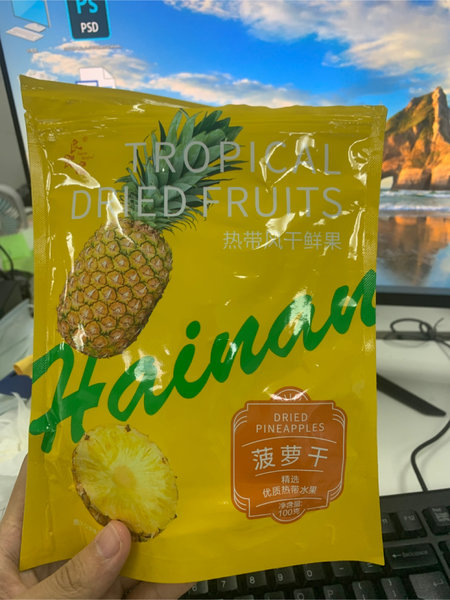 PS
PSD
TROPICAL
DRIED FRUITS
热带风干鲜果
Hainan
DRIED
PINEAPPLES
菠萝干
精选
优质热带水果
净含量:
100克